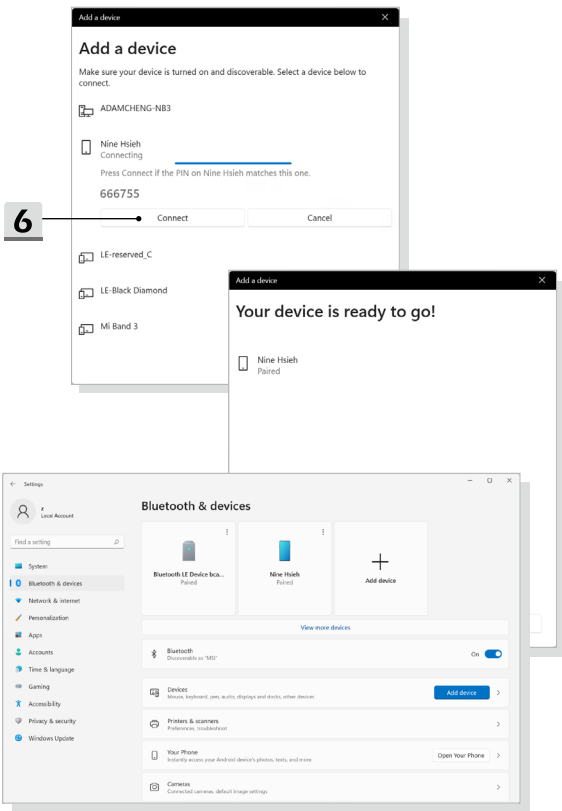 Add a device
Add a device
Make sure your device is turned on and discoverable. Select a device below to
connect.
ADAMCHENG-NB3
Nine Hsieh
Connecting
Press Connect if the PIN on Nine Hsieh matches this one.
666755
6
Connect
Cancel
LE-reserved_C
LE-Black Diamond
Mi Band 3
Add a device
Your device is ready to go!
Nine Hsieh
Paired
Settings
Local Account
Find a setting
System
Bluetooth & devices
Network & internet
Personalization
Apps
Accounts
Time & language
Gaming
Accessibility
Privacy & security
Windows Update
Bluetooth & devices
Bluetooth LE Device bca...
Paired
Nine Hsieh
Paired
Add device
View more devices
Bluetooth
Discoverable as "MSI"
On
Devices
Mouse, keyboard, pen, audio, displays and docks, other devices
Add device
Printers & scanners
Preferences, troubleshoot
Your Phone
Instantly access your Android device's photos, texts, and more
Open Your Phone
Cameras
Connected cameras, default image settings